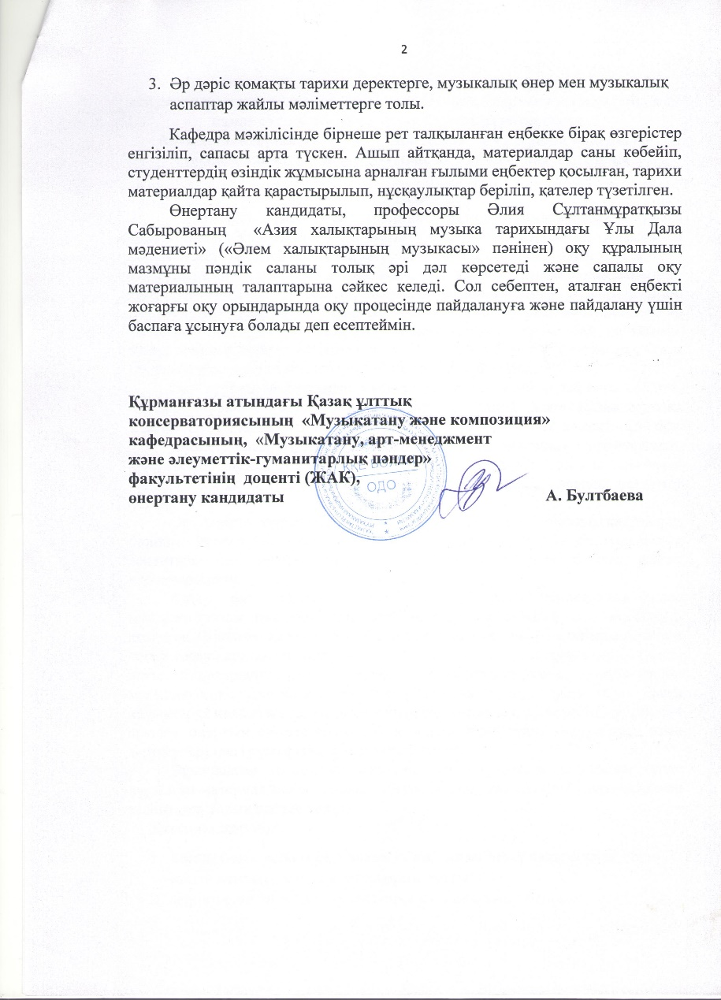 2
3. Әр дәріс қомақты тарихи деректерге, музыкалық өнер мен музыкалық
аспаптар жайлы мәліметтерге толы.
Кафедра мәжілісінде бірнеше рет талқыланған еңбекке бірақ өзгерістер
енгізіліп, сапасы арта түскен. Ашып айтқанда, материалдар саны көбейіп,
студенттердің өзіндік жұмысына арналған ғылыми еңбектер қосылған, тарихи
материалдар қайта қарастырылып, нұсқаулықтар беріліп, қателер түзетілген.
Өнертану кандидаты, профессоры Әлия Сұлтанмұратқызы
Сабырованың «Азия халықтарының музыка тарихындағы Ұлы Дала
мәдениеті» («Әлем халықтарының музыкасы» пәнінен) оқу құралының
мазмұны пәндік саланы толық әрі дәл көрсетеді және сапалы оқу
материалының талаптарына сәйкес келеді. Сол себептен, аталған еңбекті
жоғарғы оқу орындарында оқу процесінде пайдалануға және пайдалану үшін
баспаға ұсынуға болады деп есептеймін.
Құрманғазы атындағы Қазақ ұлттық
консерваториясының «Музыкатану және композиция»
кафедрасының, «Музыкатану, арт-менеджмент
және әлеуметтік-гуманитарлық пәндер»
факультетінің доценті (ЖАК),
өнертану кандидаты А. Бултбаева
ОДО